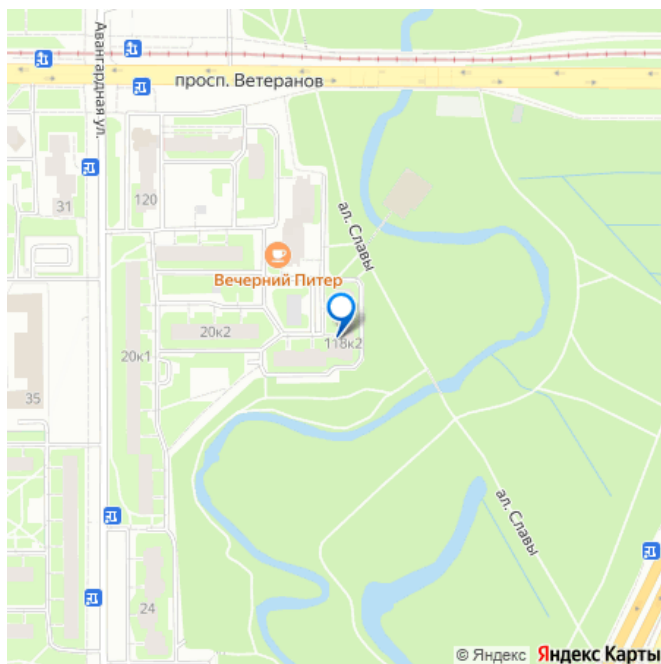 Авангардная ул.
просп. Ветеранов
31
120
ал. Славы
Вечерний Питер
20к2
118к2
20к1
35
ал. Славы
24
© Яндекс Яндекс Карты